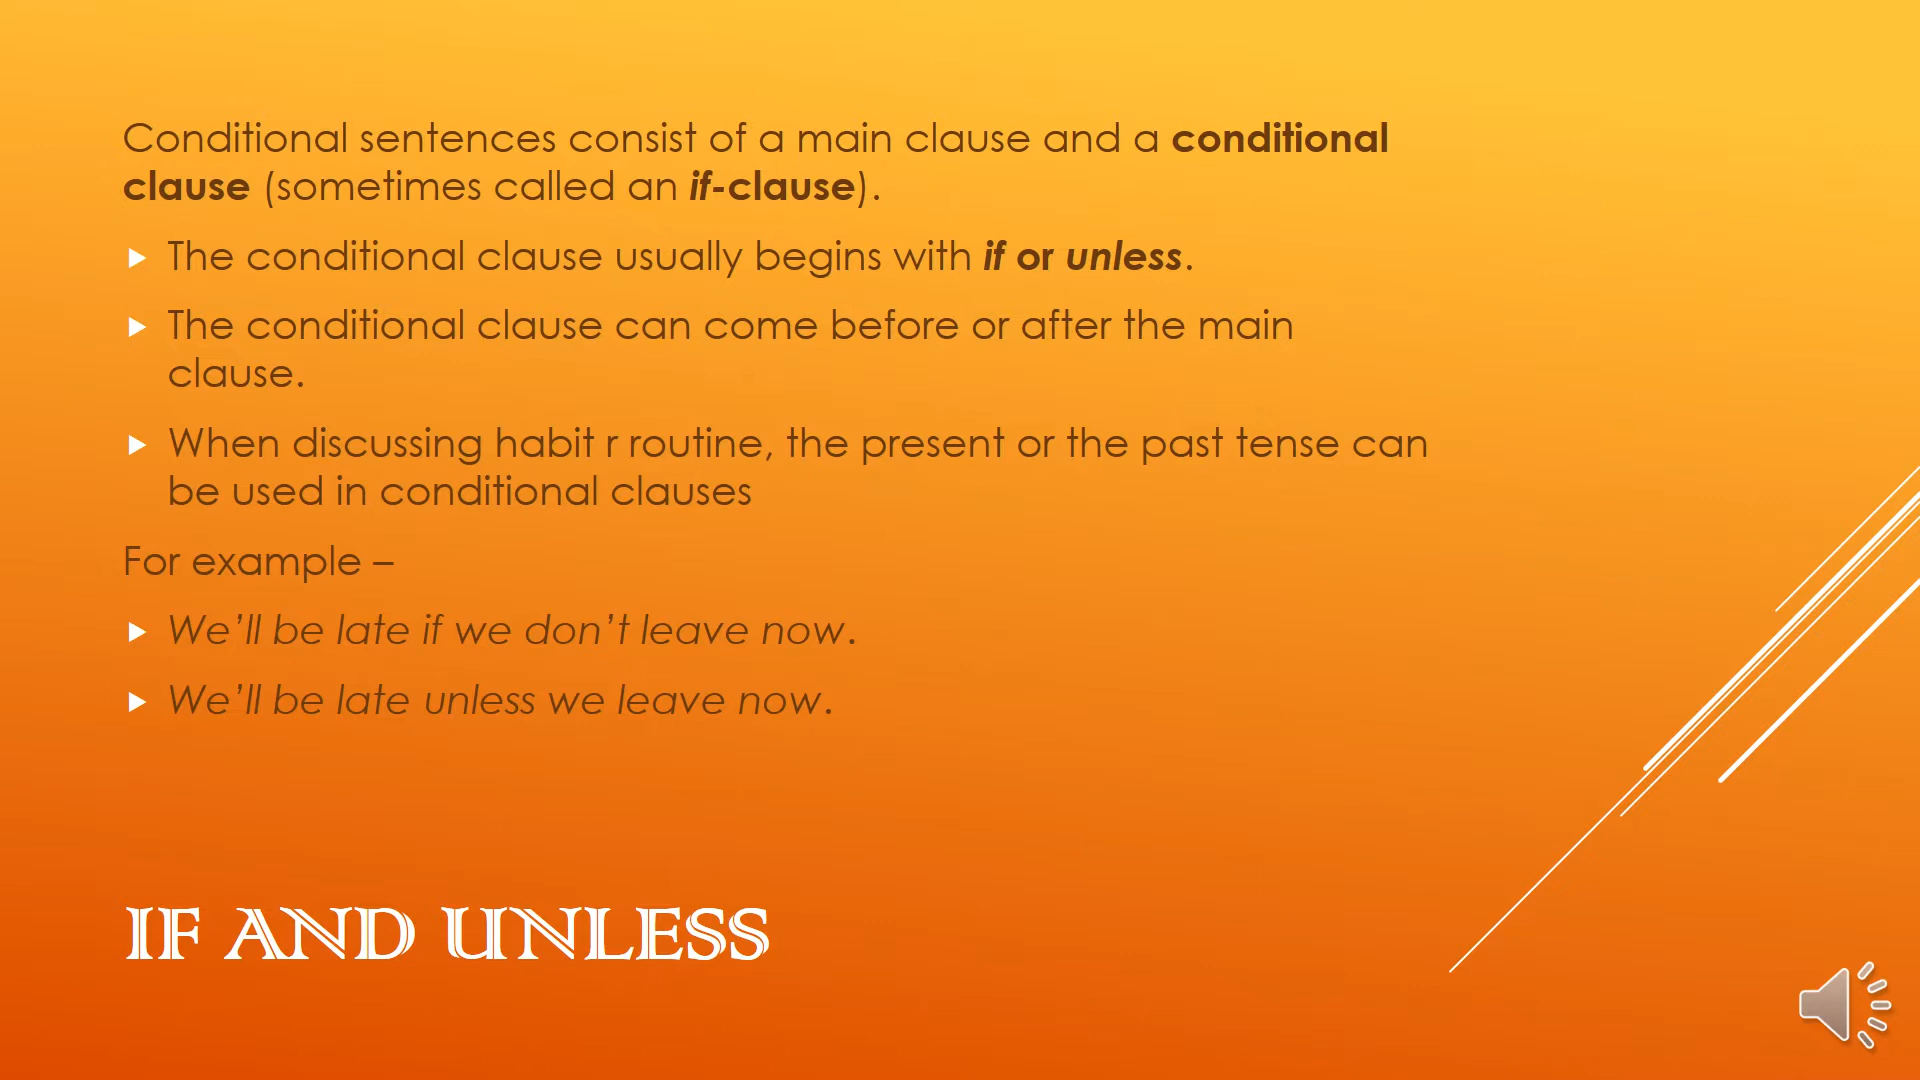 Conditional sentences consist of a main clause and a conditional
clause (sometimes called an if-clause).
The conditional clause usually begins with if or unless.
The conditional clause can come before or after the main
clause.
When discussing habit r routine, the present or the past tense can
be used in conditional clauses
For example –
We’ll be late if we don’t leave now.
We’ll be late unless we leave now.
IF AND UNLESS